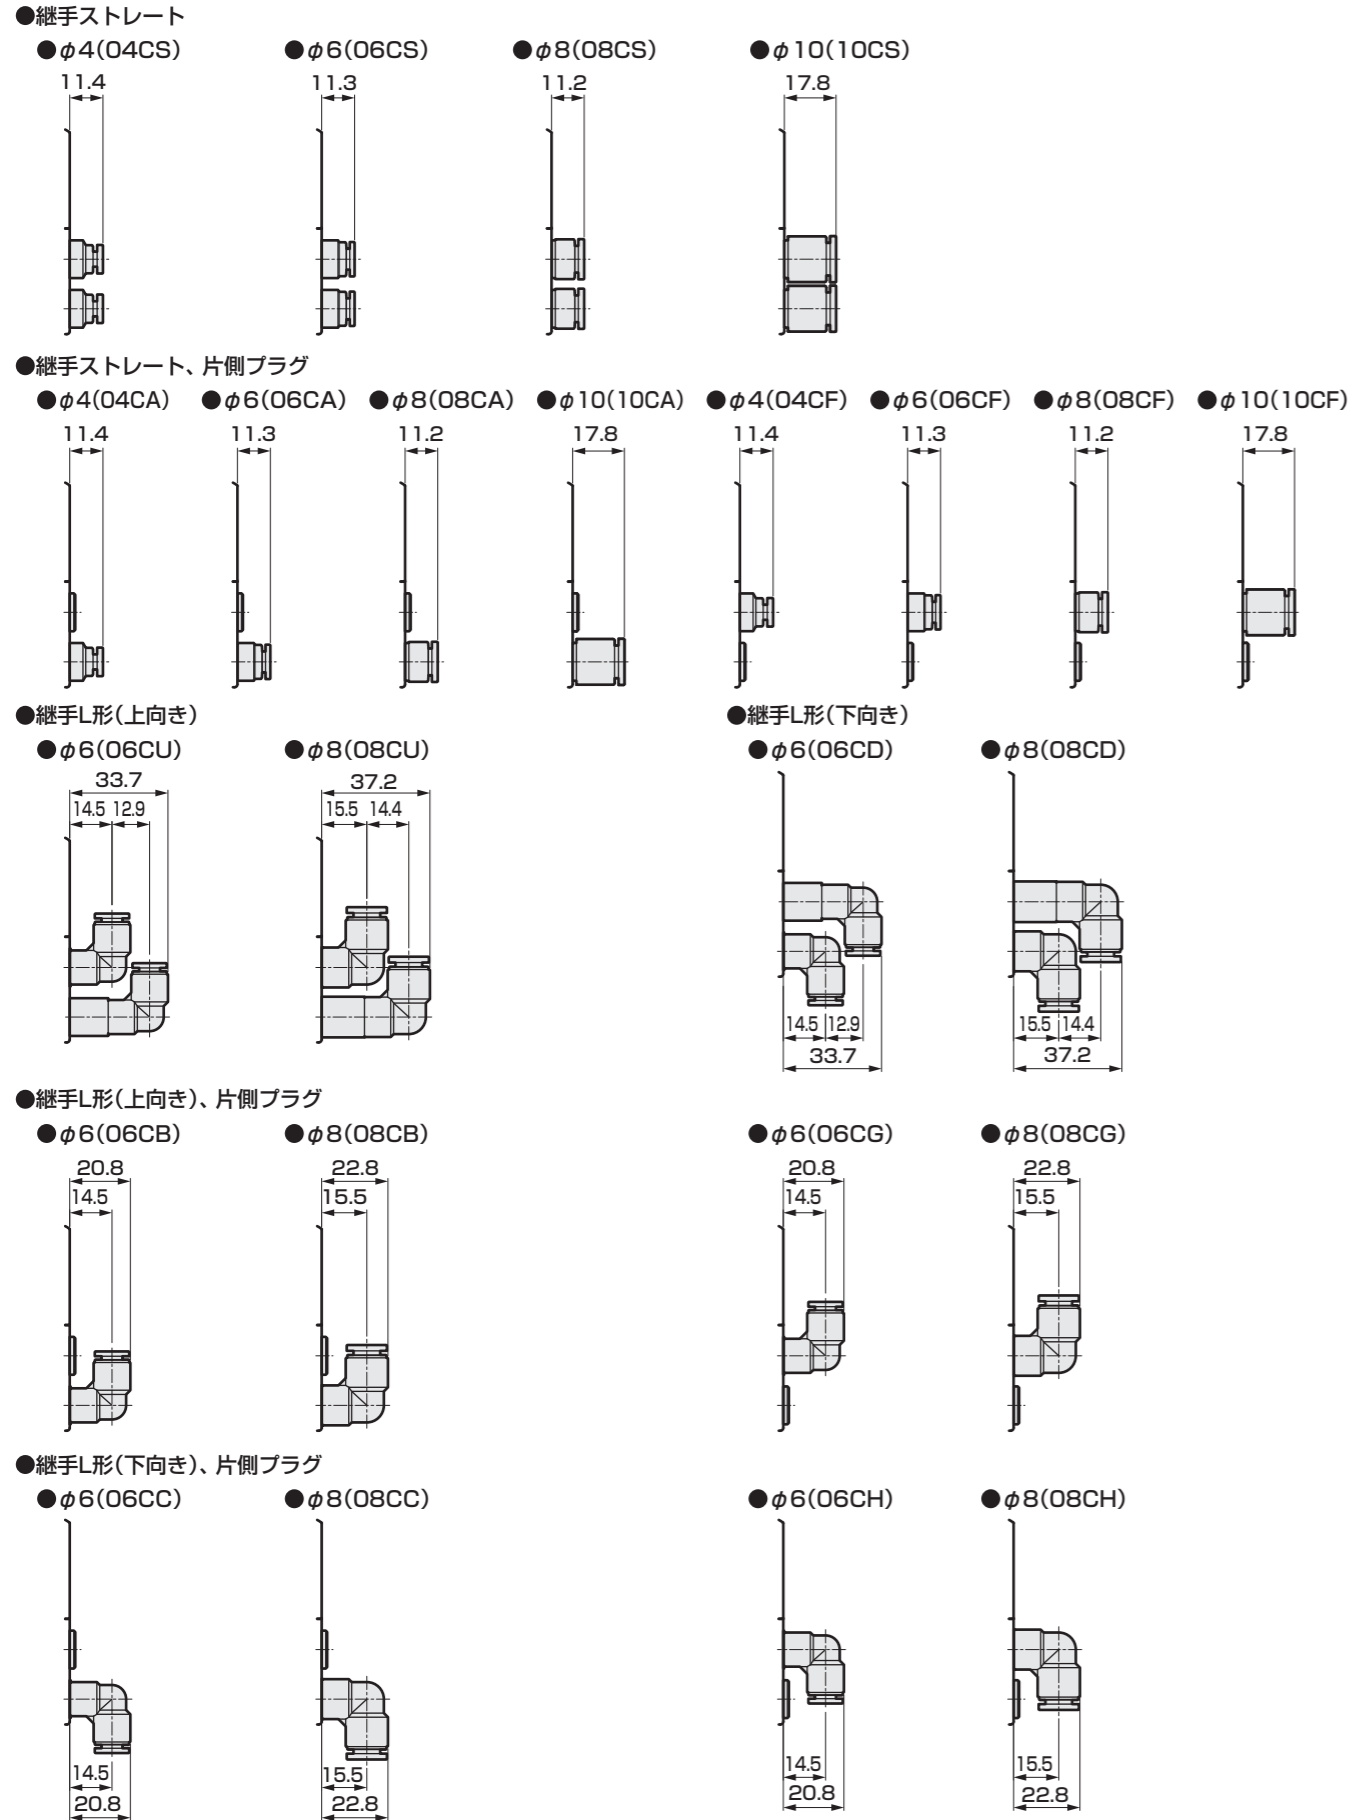 ●継手ストレート
●φ4(04CS) ●φ6(06CS) ●φ8(08CS) ●φ10(10CS)
11.4 11.3 11.2 17.8
●継手ストレート、片側プラグ
●φ4(04CA) ●φ6(06CA) ●φ8(08CA) ●φ10(10CA) ●φ4(04CF) ●φ6(06CF) ●φ8(08CF) ●φ10(10CF)
11.4 11.3 11.2 17.8 11.4 11.3 11.2 17.8
●継手L形(上向き) ●継手L形(下向き)
●φ6(06CU) ●φ8(08CU) ●φ6(06CD) ●φ8(08CD)
33.7 37.2
14.5 12.9 15.5 14.4
14.5 12.9 15.5 14.4
33.7 37.2
●継手L形(上向き)、片側プラグ
●φ6(06CB) ●φ8(08CB) ●φ6(06CG) ●φ8(08CG)
20.8 22.8 20.8 22.8
14.5 15.5 14.5 15.5
●継手L形(下向き)、片側プラグ
●φ6(06CC) ●φ8(08CC) ●φ6(06CH) ●φ8(08CH)
14.5 15.5 14.5 15.5
20.8 22.8 20.8 22.8